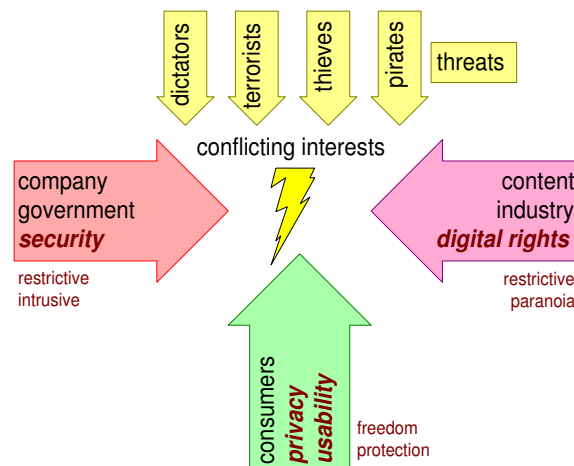 dictators
terrorists
thieves
pirates
threats
conflicting interests
company
government
security
restrictive
intrusive
content
industry
digital rights
restrictive
paranoia
consumers
privacy
usability
freedom
protection